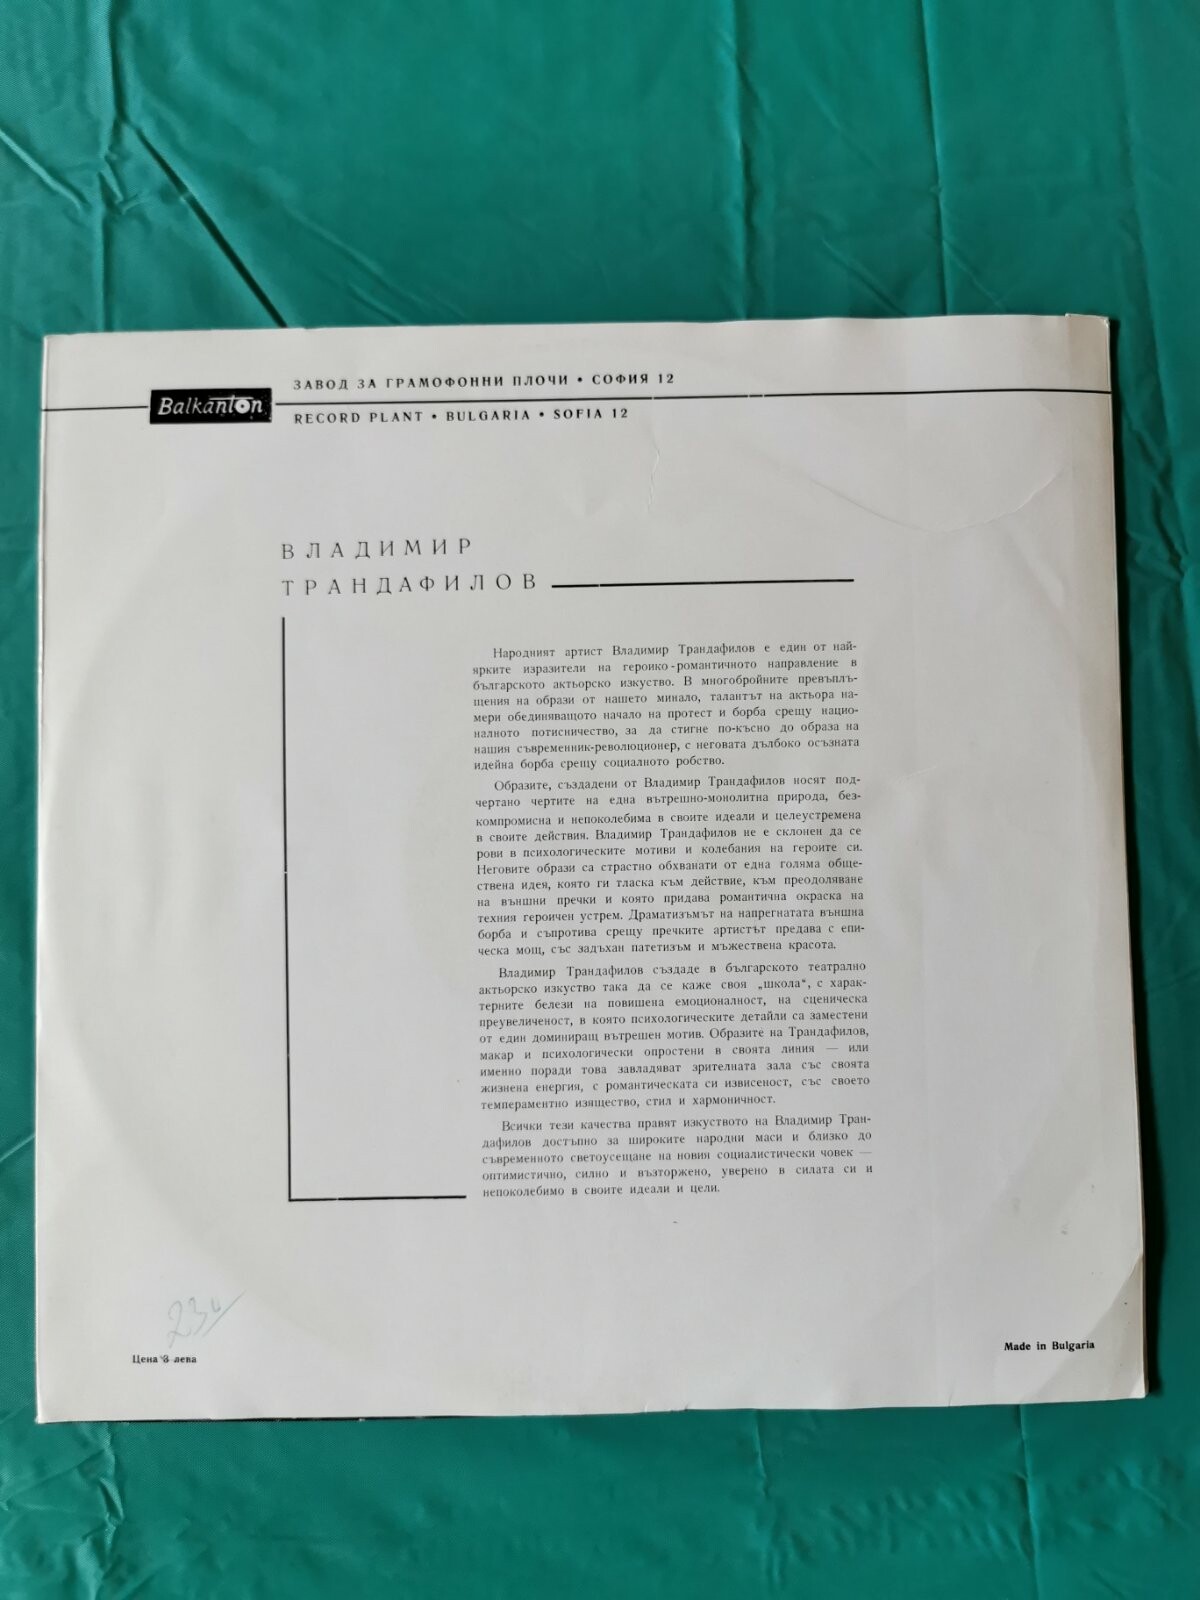 Balkanton
ЗАВОД ЗА ГРАМОФОННИ ПЛОЧИ • СОФИЯ 12
RECORD PLANT • BULGARIA • SOFIA 12
ВЛАДИМИР
ТРАНДАФИЛОВ
Народният артист Владимир Трандафилов е един от най-
ярките изразители на героико-романтичното направление в
българското актьорско изкуство. В многобройните превъплъ-
щения на образи от нашето минало, талантът на актьора на-
мери обединяващото начало на протест и борба срещу нацио-
налното потисничество, за да стигне по-късно до образа на
нашия съвременник-революционер, с неговата дълбоко осъзната
идейна борба срещу социалното робство.
Образите, създадени от Владимир Трандафилов носят под-
чертано чертите на една вътрешно-монолитна природа, без-
компромисна и непоколебима в своите идеали и целеустремена
в своите действия. Владимир Трандафилов не е склонен да се
рови в психологическите мотиви и колебания на героите си.
Неговите образи са страстно обхванати от една голяма обще-
ствена идея, която ги тласка към действие, към преодоляване
на външни пречки и която придава романтична окраска на
техния героичен устрем. Драматизъмът на напрегнатата външна
борба и съпротива срещу пречките артистът предава с епи-
ческа мощ, със задъхан патетизъм и мъжествена красота.
Владимир Трандафилов създаде в българското театрално
актьорско изкуство така да се каже своя „школа“, с харак-
терните белези на повишена емоционалност, на сценическа
преувеличеност, в която психологическите детайли са заместени
от един доминиращ вътрешен мотив. Образите на Трандафилов,
макар и психологически опростени в своята линия — или
именно поради това завладяват зрителната зала със своята
жизнена енергия, с романтическата си извисеност, със своето
темпераментно изящество, стил и хармоничност.
Всички тези качества правят изкуството на Владимир Тран-
дафилов достъпно за широките народни маси и близко до
съвременното светоусещане на новия социалистически човек —
оптимистично, силно и възторжено, уверено в силата си и
непоколебимо в своите идеали и цели.
Цена 3 лева
Made in Bulgaria